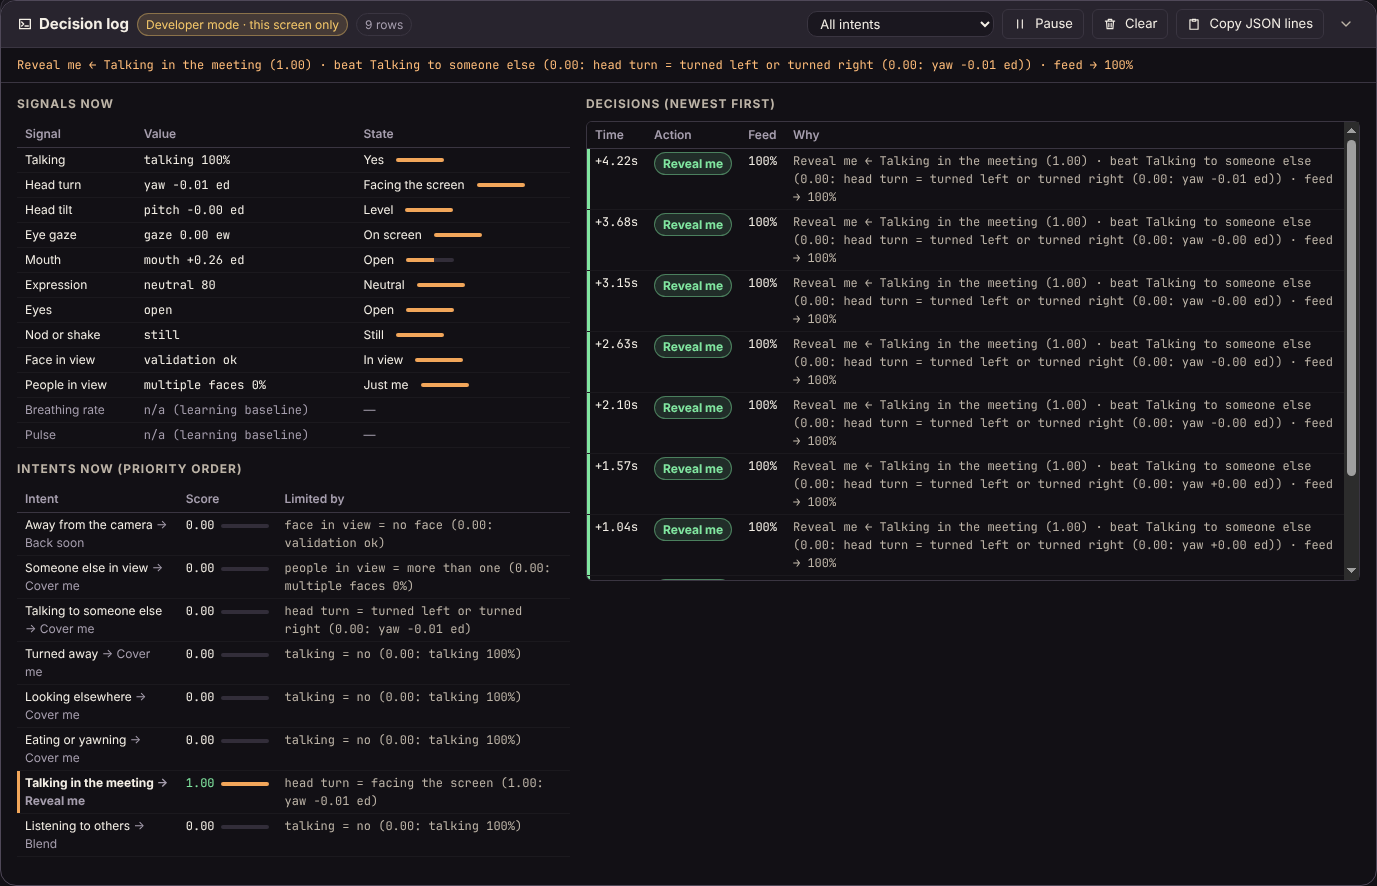 Decision log
Developer mode · this screen only
9 rows
All intents
Pause
Clear
Copy JSON lines
Reveal me ← Talking in the meeting (1.00) · beat Talking to someone else (0.00: head turn = turned left or turned right (0.00: yaw -0.01 ed)) · feed → 100%
SIGNALS NOW
Signal Value State
Talking talking 100% Yes
Head turn yaw -0.01 ed Facing the screen
Head tilt pitch -0.00 ed Level
Eye gaze gaze 0.00 ew On screen
Mouth mouth +0.26 ed Open
Expression neutral 80 Neutral
Eyes open Open
Nod or shake still Still
Face in view validation ok In view
People in view multiple faces 0% Just me
Breathing rate n/a (learning baseline) —
Pulse n/a (learning baseline) —
INTENTS NOW (PRIORITY ORDER)
Intent Score Limited by
Away from the camera → 0.00 face in view = no face (0.00:
Back soon validation ok)
Someone else in view → 0.00 people in view = more than one (0.00:
Cover me multiple faces 0%)
Talking to someone else 0.00 head turn = turned left or turned
→ Cover me right (0.00: yaw -0.01 ed)
Turned away → Cover 0.00 talking = no (0.00: talking 100%)
me
Looking elsewhere → 0.00 talking = no (0.00: talking 100%)
Cover me
Eating or yawning → 0.00 talking = no (0.00: talking 100%)
Cover me
Talking in the meeting → 1.00 head turn = facing the screen (1.00:
Reveal me yaw -0.01 ed)
Listening to others → 0.00 talking = no (0.00: talking 100%)
Blend
DECISIONS (NEWEST FIRST)
Time Action Feed Why
+4.22s Reveal me 100% Reveal me ← Talking in the meeting (1.00) · beat Talking to someone else
(0.00: head turn = turned left or turned right (0.00: yaw -0.01 ed)) · feed
→ 100%
+3.68s Reveal me 100% Reveal me ← Talking in the meeting (1.00) · beat Talking to someone else
(0.00: head turn = turned left or turned right (0.00: yaw -0.00 ed)) · feed
→ 100%
+3.15s Reveal me 100% Reveal me ← Talking in the meeting (1.00) · beat Talking to someone else
(0.00: head turn = turned left or turned right (0.00: yaw -0.00 ed)) · feed
→ 100%
+2.63s Reveal me 100% Reveal me ← Talking in the meeting (1.00) · beat Talking to someone else
(0.00: head turn = turned left or turned right (0.00: yaw -0.00 ed)) · feed
→ 100%
+2.10s Reveal me 100% Reveal me ← Talking in the meeting (1.00) · beat Talking to someone else
(0.00: head turn = turned left or turned right (0.00: yaw -0.00 ed)) · feed
→ 100%
+1.57s Reveal me 100% Reveal me ← Talking in the meeting (1.00) · beat Talking to someone else
(0.00: head turn = turned left or turned right (0.00: yaw +0.00 ed)) · feed
→ 100%
+1.04s Reveal me 100% Reveal me ← Talking in the meeting (1.00) · beat Talking to someone else
(0.00: head turn = turned left or turned right (0.00: yaw +0.00 ed)) · feed
→ 100%